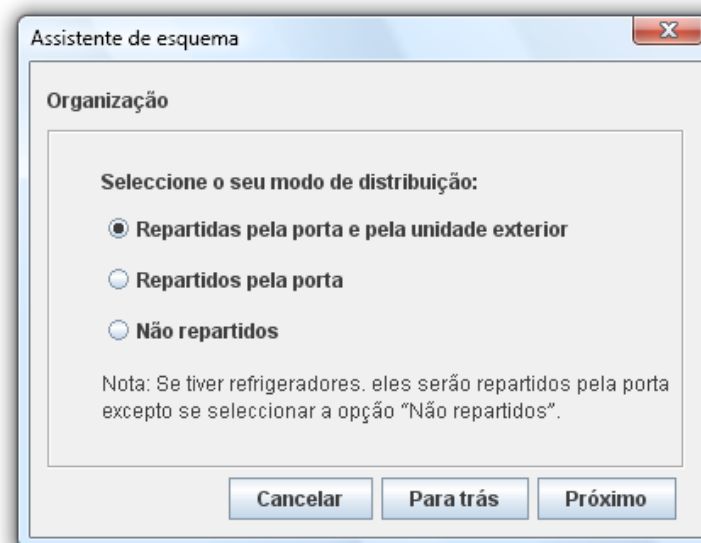 Assistente de esquema
Organização
Seleccione o seu modo de distribuição:
Repartidas pela porta e pela unidade exterior
Repartidos pela porta
Não repartidos
Nota: Se tiver refrigeradores. eles serão repartidos pela porta
excepto se seleccionar a opção "Não repartidos".
Cancelar Para trás Próximo